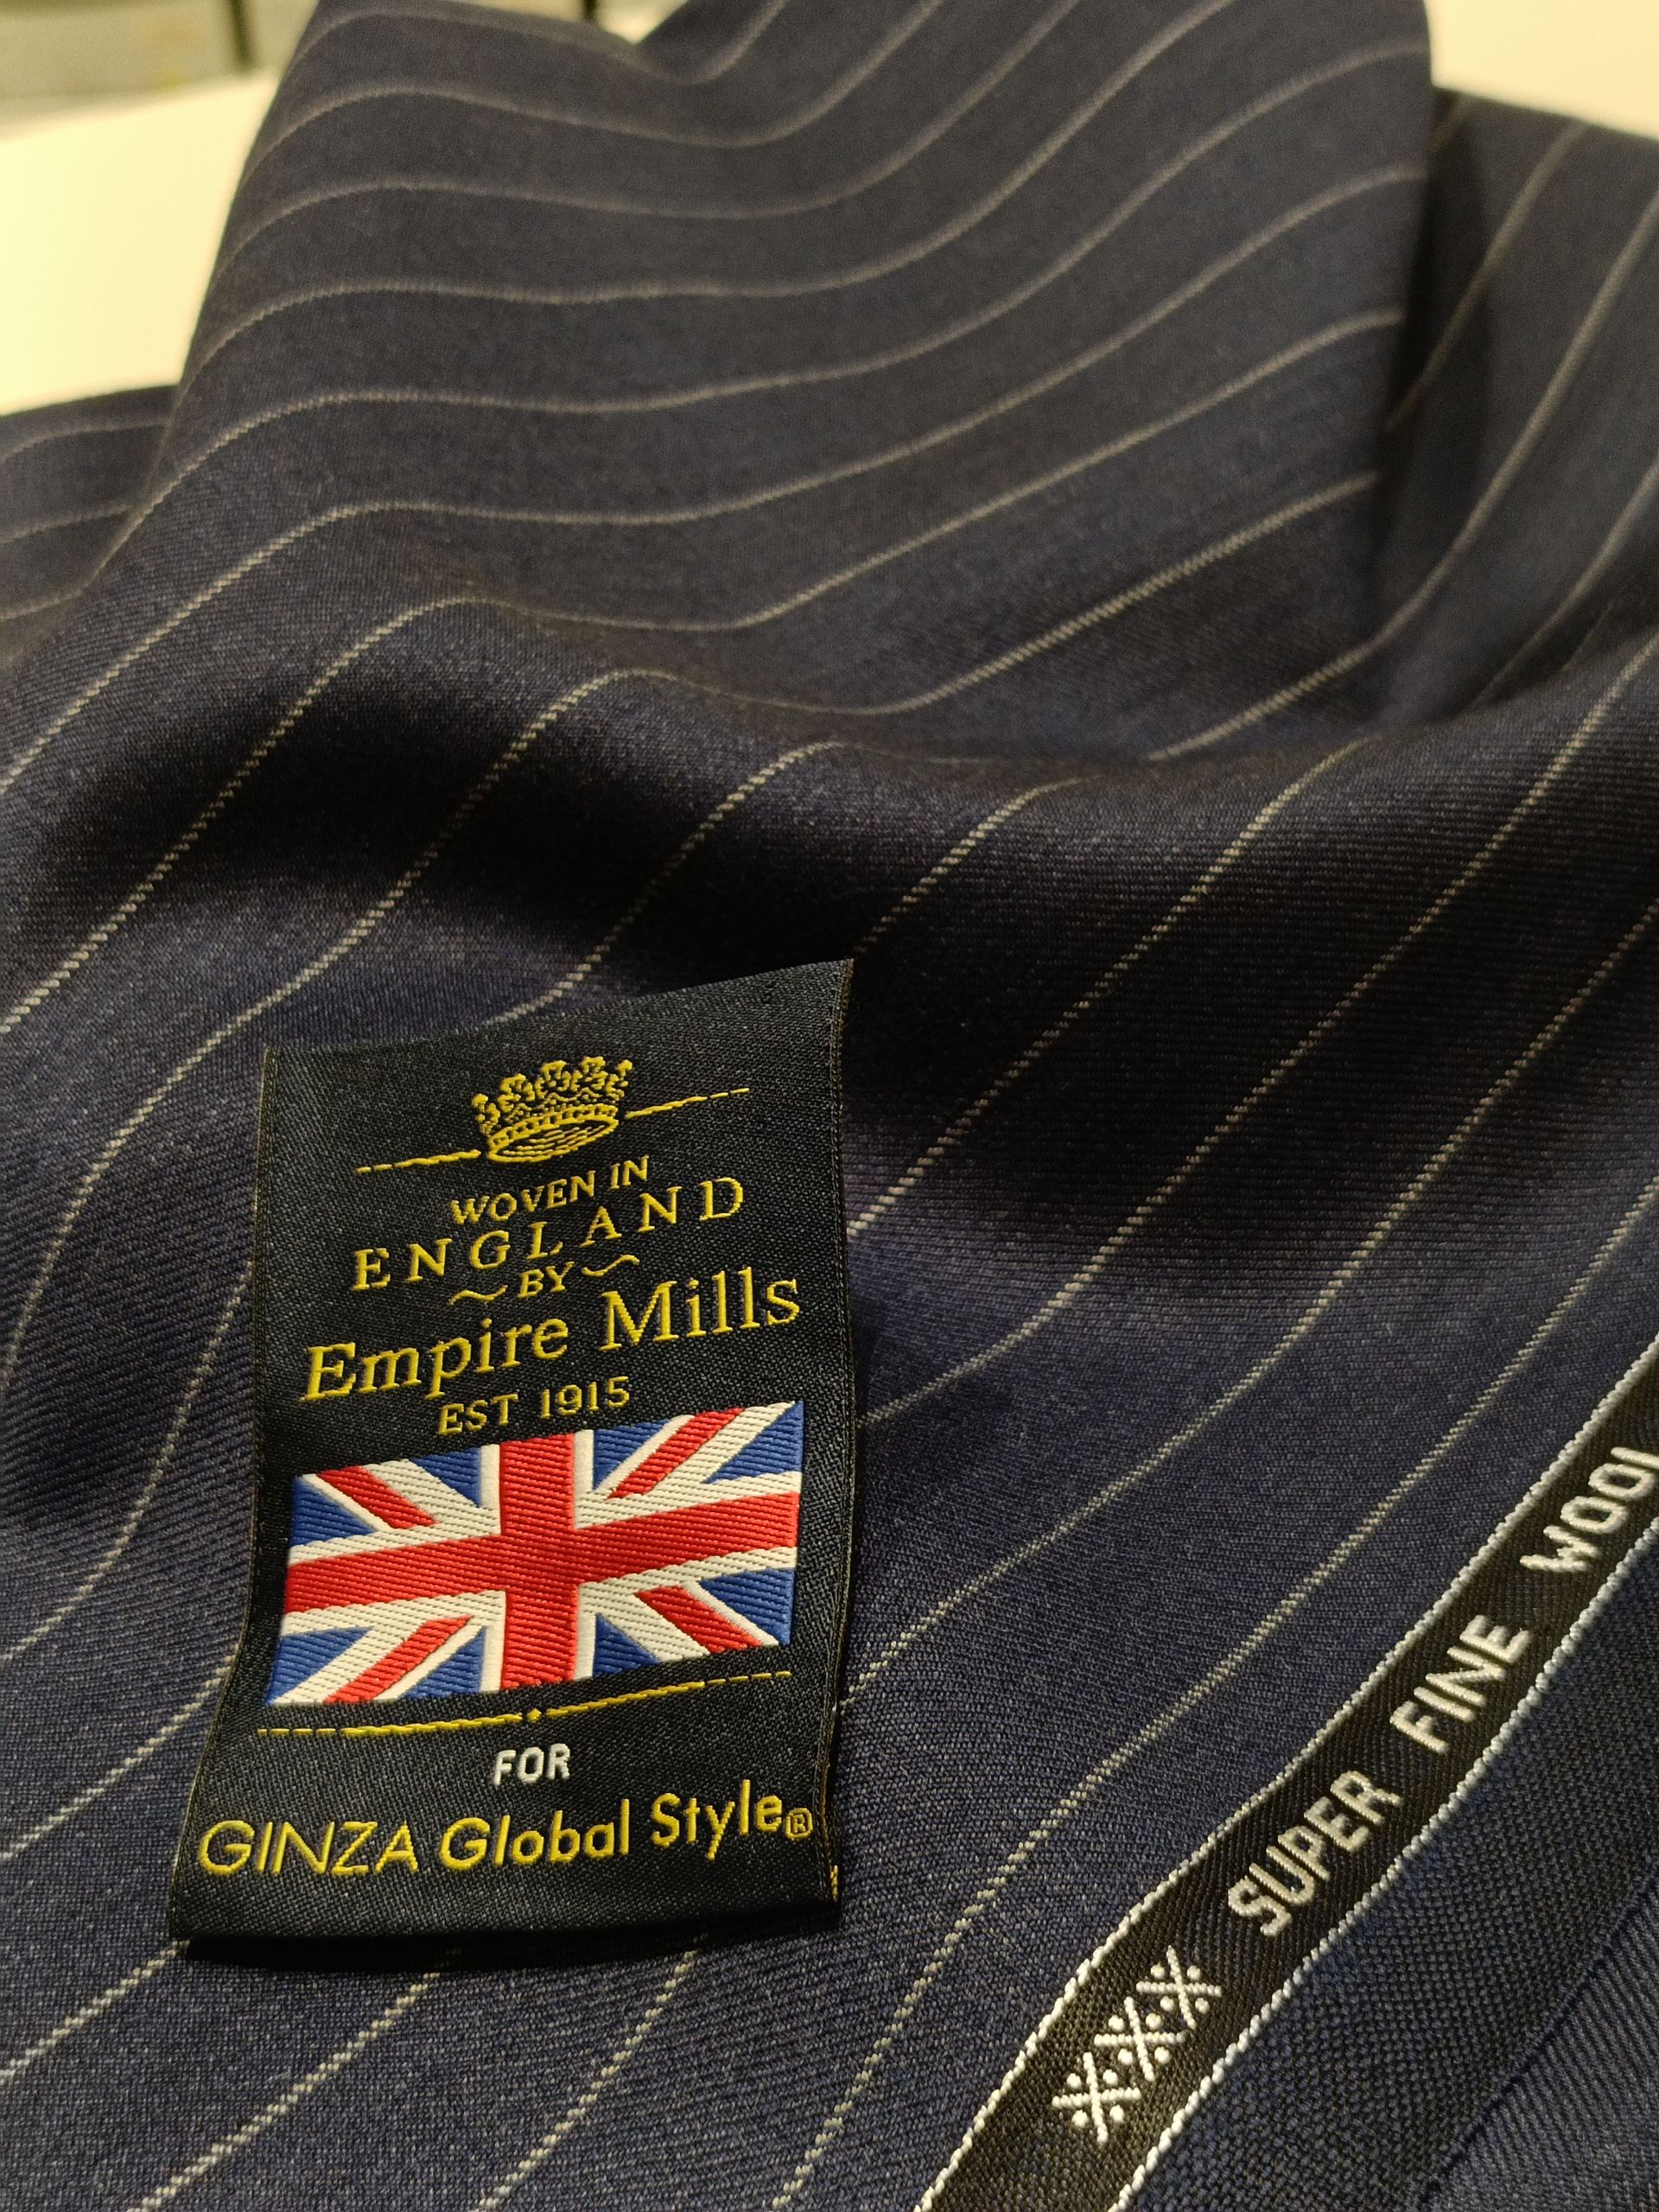 WOVEN IN
ENGLAND
BY
Empire Mills
EST 1915
FOR
GINZA Global Style®
SUPER FINE WOOL